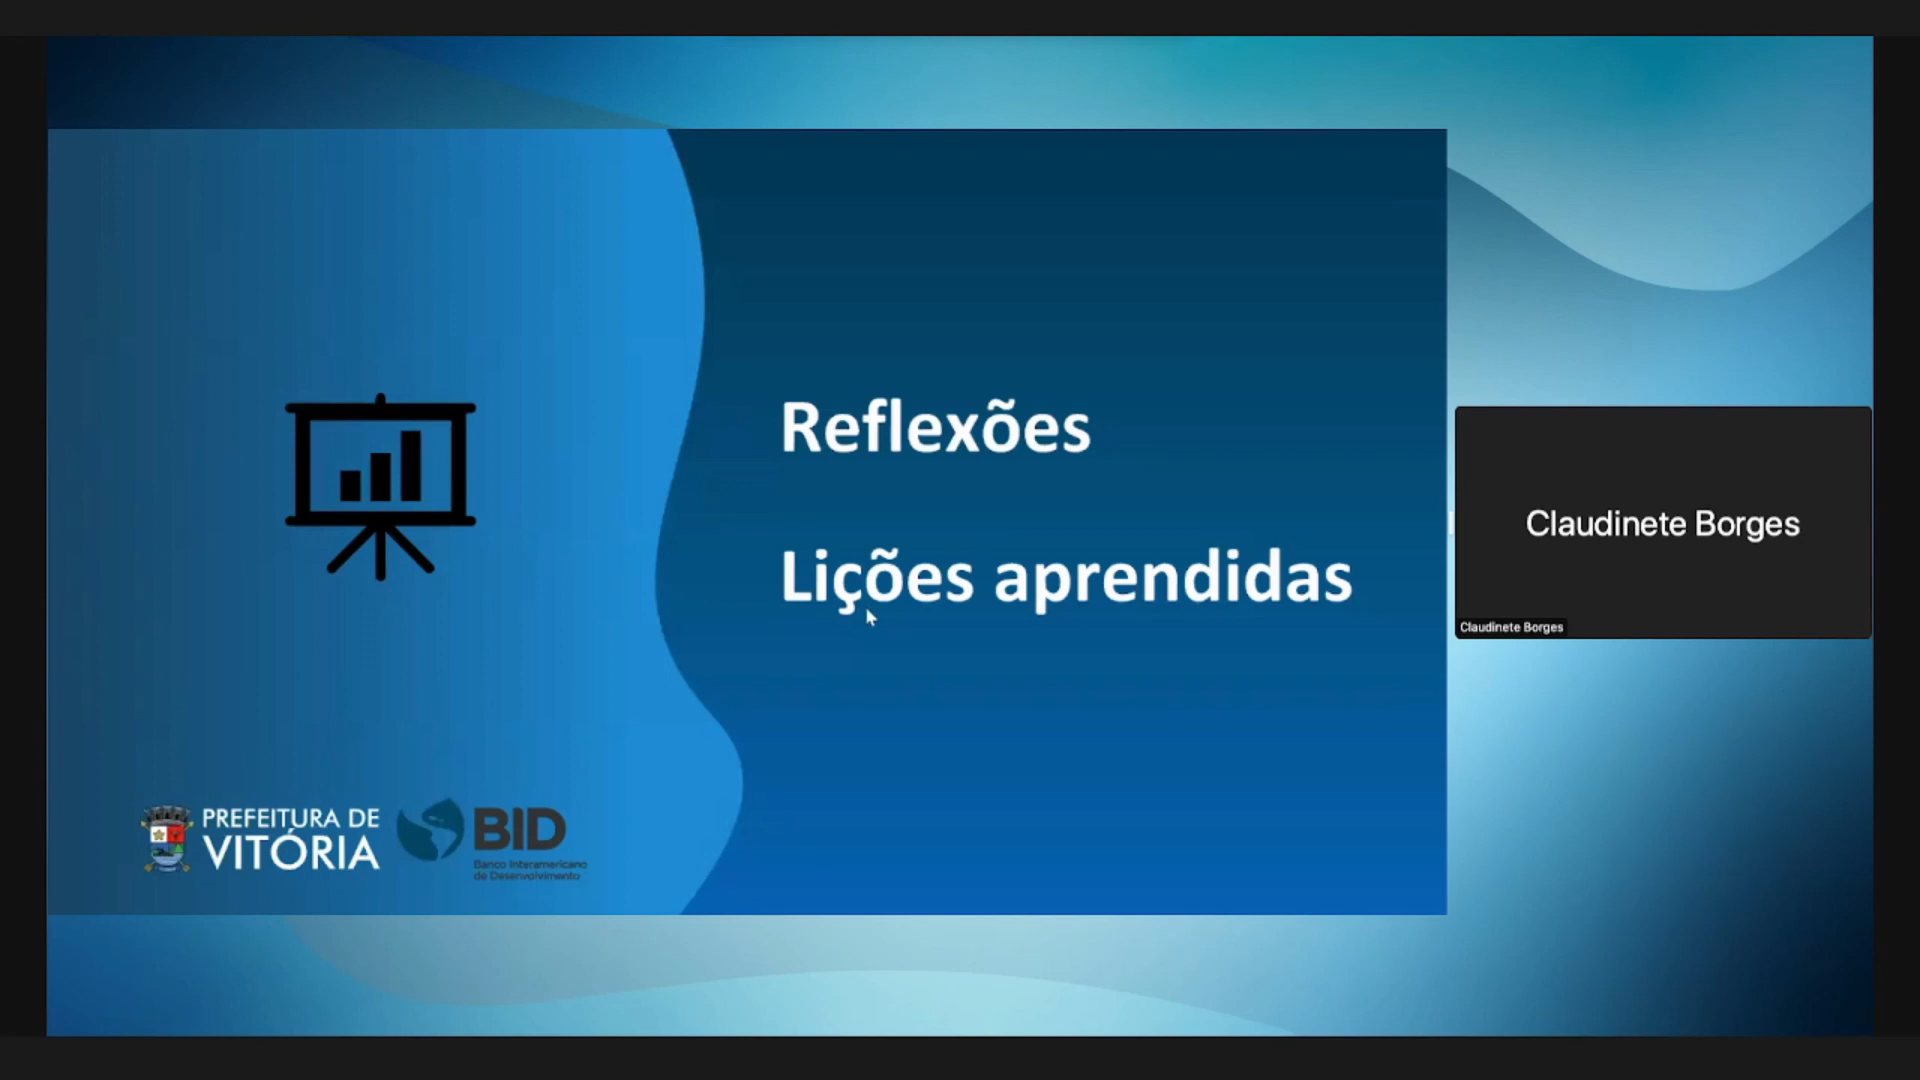 Reflexões
Lições aprendidas
PREFEITURA DE
VITÓRIA
BID
Banco Interamericano
de Desenvolvimento
Claudinete Borges
Claudinete Borges